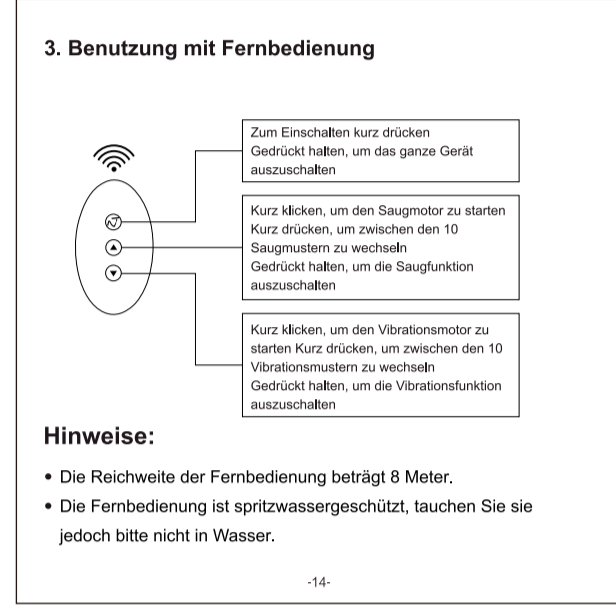 3. Benutzung mit Fernbedienung
Zum Einschalten kurz drücken
Gedrückt halten, um das ganze Gerät
auszuschalten
Kurz klicken, um den Saugmotor zu starten
Kurz drücken, um zwischen den 10
Saugmustern zu wechseln
Gedrückt halten, um die Saugfunktion
auszuschalten
Kurz klicken, um den Vibrationsmotor zu
starten Kurz drücken, um zwischen den 10
Vibrationsmustern zu wechseln
Gedrückt halten, um die Vibrationsfunktion
auszuschalten
Hinweise:
• Die Reichweite der Fernbedienung beträgt 8 Meter.
• Die Fernbedienung ist spritzwassergeschützt, tauchen Sie sie
jedoch bitte nicht in Wasser.
-14-